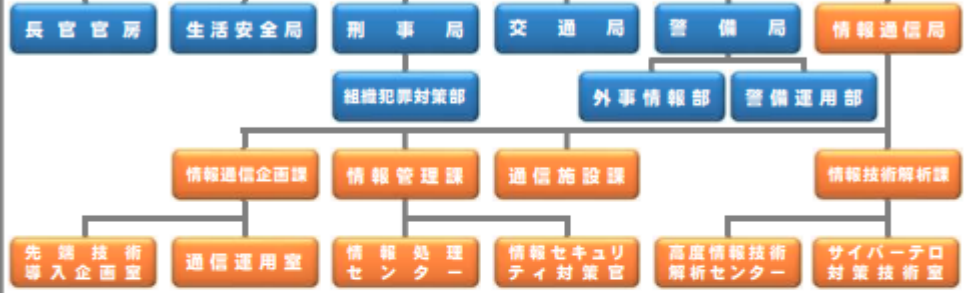 長官官房
生活安全局
刑事局
交通局
警備局
情報通信局
組織犯罪対策部
外事情報部
警備運用部
情報通信企画課
情報管理課
通信施設課
情報技術解析課
先端技術
導入企画室
通信運用室
情報処理
センター
情報セキュリ
ティ対策官
高度情報技術
解析センター
サイバーテロ
対策技術室